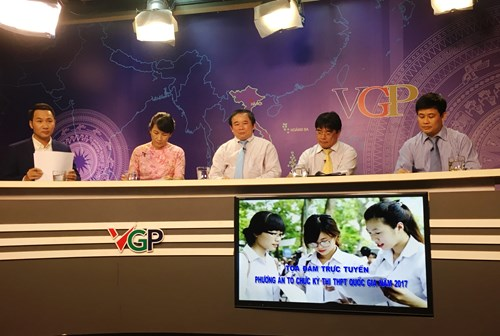 VGP
VGP
TỌA ĐÀM TRỰC TUYẾN
PHƯƠNG ÁN TỔ CHỨC KỲ THI THPT QUỐC GIA NĂM 2017